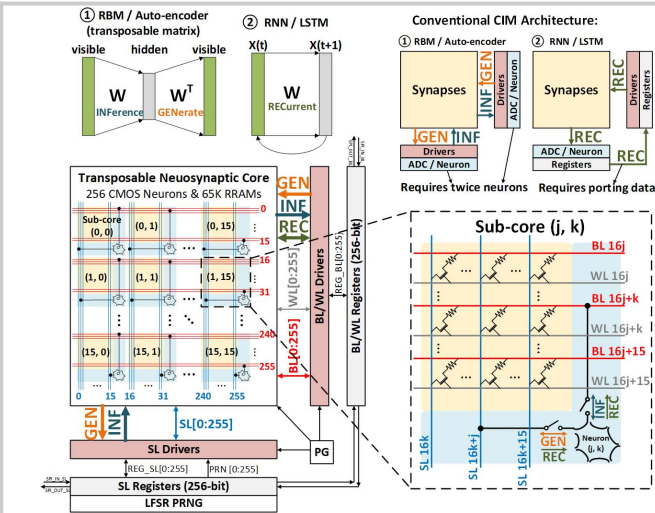 ① RBM / Auto-encoder
(transposable matrix)
visible hidden visible
W
INFerence
W^T
GENerate
② RNN / LSTM
X(t) X(t+1)
W
RECurrent
Conventional CIM Architecture:
① RBM / Auto-encoder
Synapses
GEN
INF
Drivers
ADC / Neuron
GEN INF
Drivers
ADC / Neuron
Requires twice neurons
② RNN / LSTM
Synapses
REC
Drivers
Registers
REC
ADC / Neuron
Registers
REC
Requires porting data
Transposable Neuosynaptic Core
256 CMOS Neurons & 65K RRAMs
Sub-core
(0, 0) (0, 1) (0, 15)
(1, 0) (1, 1) (1, 15)
(15, 0) (15, 1) (15, 15)
0
15
16
31
240
255
0 15 16 31 240 255
GEN
INF
REC
WL[0:255]
BL[0:255]
BL/WL Drivers
REG_BL[0:255]
BL/WL Registers (256-bit)
GEN
INF
SL[0:255]
SL Drivers
PG
REG_SL[0:255] PRN [0:255]
SPI_IN_SL
SPI_OUT_SL
SL Registers (256-bit)
LFSR PRNG
Sub-core (j, k)
BL 16j
WL 16j
BL 16j+k
WL 16j+k
BL 16j+15
WL 16j+15
SL 16k
SL 16k+j
SL 16k+15
INF
REC
GEN
REC
Neuron
(j, k)